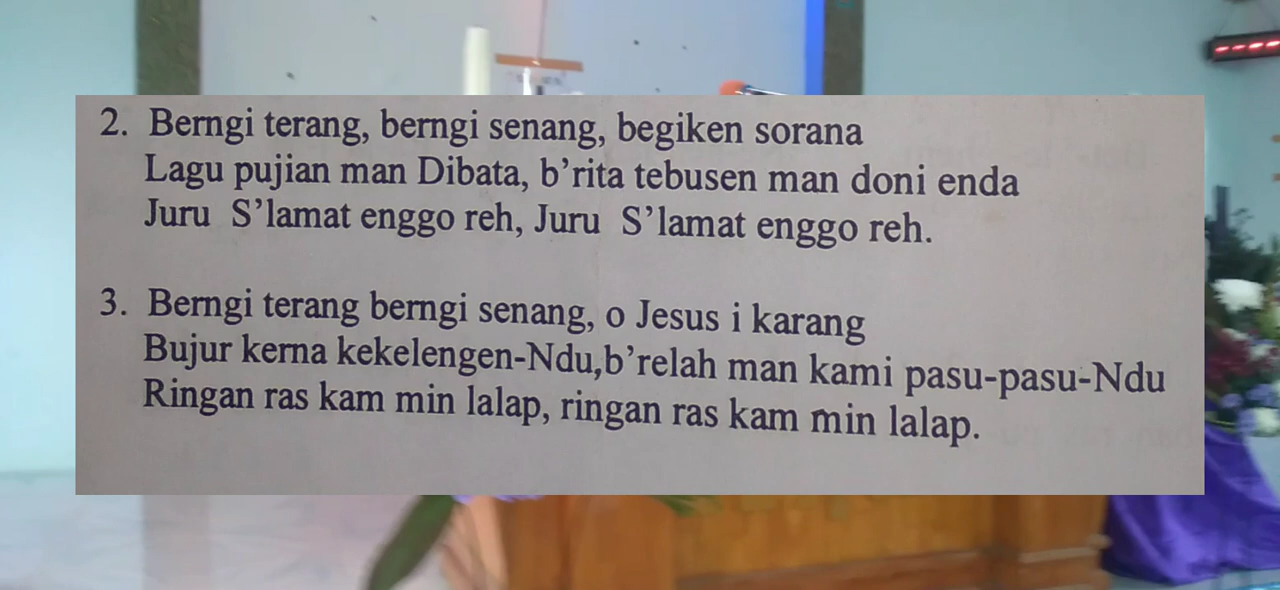 2. Berngi terang, berngi senang, begiken sorana
Lagu pujian man Dibata, b'rita tebusen man doni enda
Juru S'lamat enggo reh, Juru S'lamat enggo reh.
3. Berngi terang berngi senang, o Jesus i karang
Bujur kerna kekelengen-Ndu,b'relah man kami pasu-pasu-Ndu
Ringan ras kam min lalap, ringan ras kam min lalap.